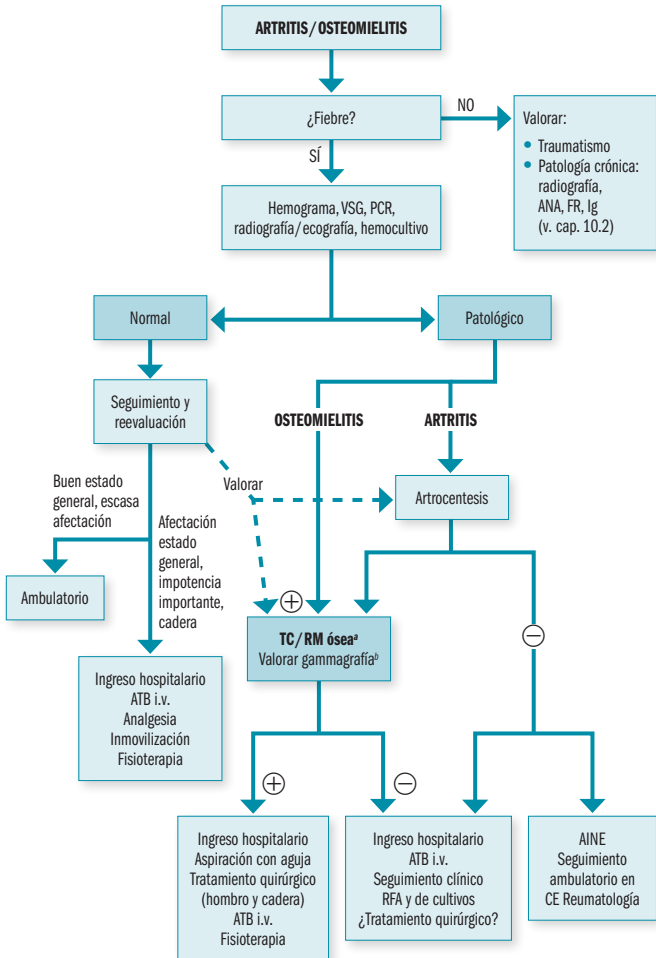 ARTRITIS/OSTEOMIELITIS
¿Fiebre?
NO
SÍ
Valorar:
• Traumatismo
• Patología crónica:
radiografía,
ANA, FR, Ig
(v. cap. 10.2)
Hemograma, VSG, PCR,
radiografía/ecografía, hemocultivo
Normal
Patológico
Seguimiento y
reevaluación
OSTEOMIELITIS
ARTRITIS
Valorar
Artrocentesis
Buen estado
general, escasa
afectación
Afectación
estado
general,
impotencia
importante,
cadera
Ambulatorio
+
−
TC/RM ósea^a
Valorar gammagrafía^b
Ingreso hospitalario
ATB i.v.
Analgesia
Inmovilización
Fisioterapia
+
−
Ingreso hospitalario
Aspiración con aguja
Tratamiento quirúrgico
(hombro y cadera)
ATB i.v.
Fisioterapia
Ingreso hospitalario
ATB i.v.
Seguimiento clínico
RFA y de cultivos
¿Tratamiento quirúrgico?
AINE
Seguimiento
ambulatorio en
CE Reumatología